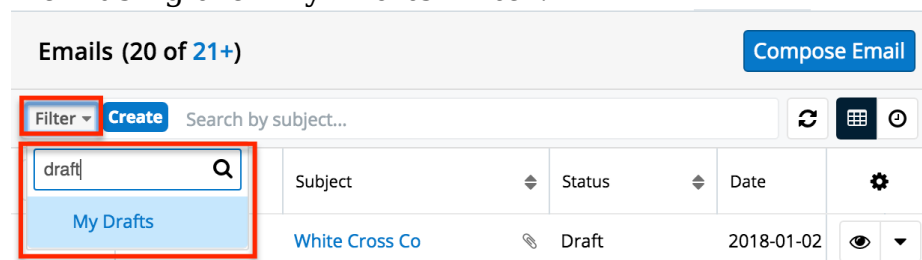 Emails (20 of 21+)
Compose Email
Filter Create Search by subject...
draft
Subject Status Date
My Drafts
White Cross Co Draft 2018-01-02